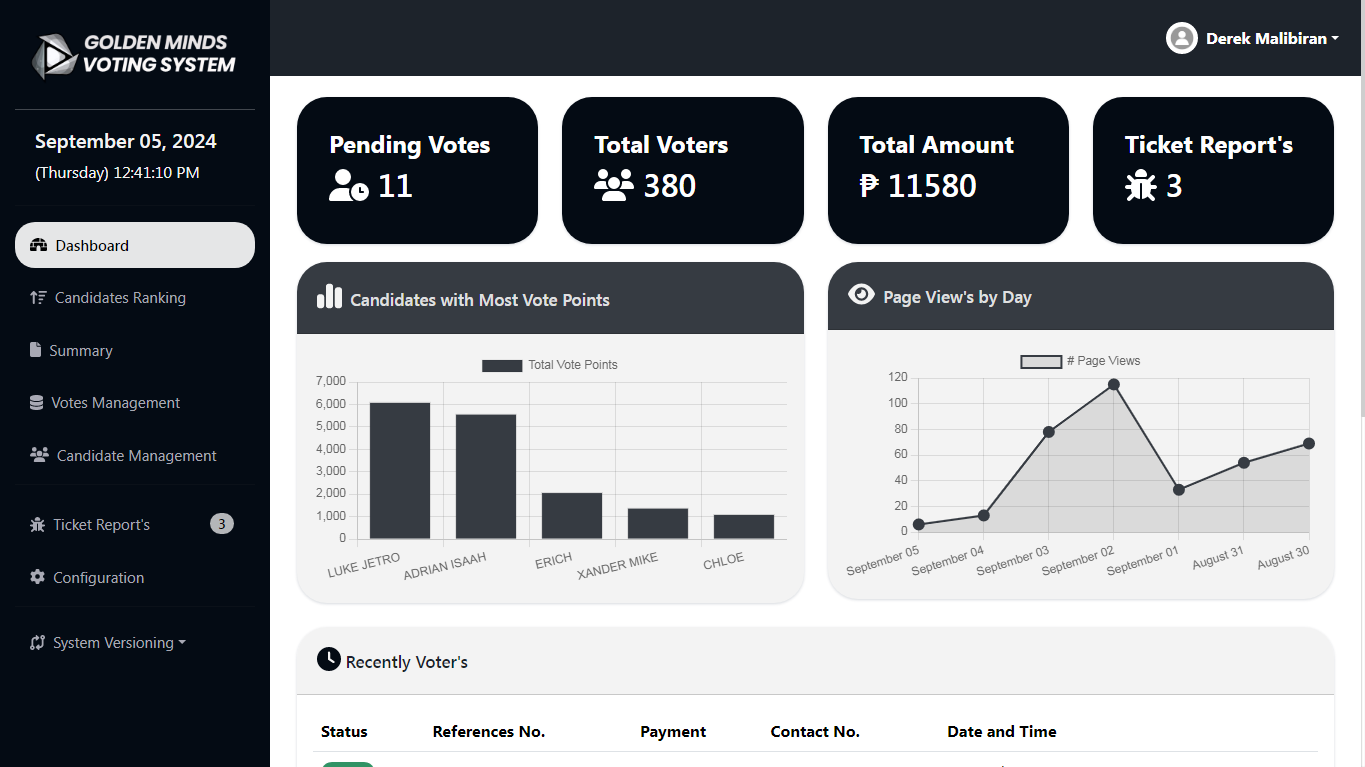 GOLDEN MINDS
VOTING SYSTEM
Derek Malibiran
September 05, 2024
(Thursday) 12:41:10 PM
Dashboard
Candidates Ranking
Summary
Votes Management
Candidate Management
Ticket Report's 3
Configuration
System Versioning
Pending Votes
11
Total Voters
380
Total Amount
₱ 11580
Ticket Report's
3
Candidates with Most Vote Points
Total Vote Points
7,000
6,000
5,000
4,000
3,000
2,000
1,000
0
LUKE JETRO
ADRIAN ISAAH
ERICH
XANDER MIKE
CHLOE
Page View's by Day
# Page Views
120
100
80
60
40
20
0
September 05
September 04
September 03
September 02
September 01
August 31
August 30
Recently Voter's
Status References No. Payment Contact No. Date and Time